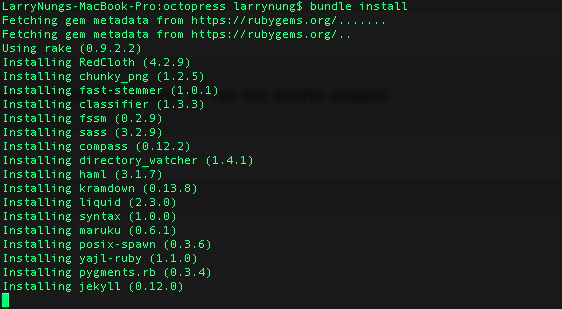 LarryNungs-MacBook-Pro:octopress larrynung$ bundle install
Fetching gem metadata from https://rubygems.org/.......
Fetching gem metadata from https://rubygems.org/..
Using rake (0.9.2.2)
Installing RedCloth (4.2.9)
Installing chunky_png (1.2.5)
Installing fast-stemmer (1.0.1)
Installing classifier (1.3.3)
Installing fssm (0.2.9)
Installing sass (3.2.9)
Installing compass (0.12.2)
Installing directory_watcher (1.4.1)
Installing haml (3.1.7)
Installing kramdown (0.13.8)
Installing liquid (2.3.0)
Installing syntax (1.0.0)
Installing maruku (0.6.1)
Installing posix-spawn (0.3.6)
Installing yajl-ruby (1.1.0)
Installing pygments.rb (0.3.4)
Installing jekyll (0.12.0)